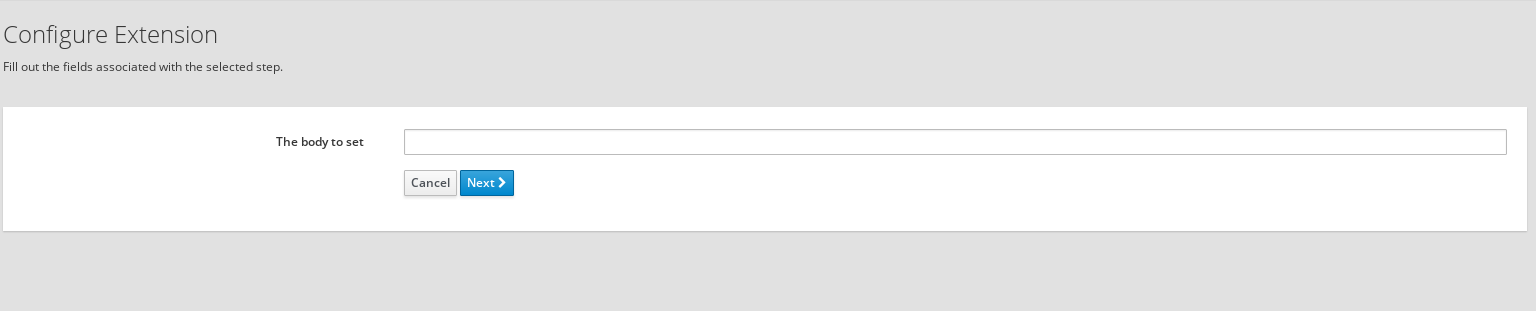 Configure Extension
Fill out the fields associated with the selected step.
The body to set
Cancel Next